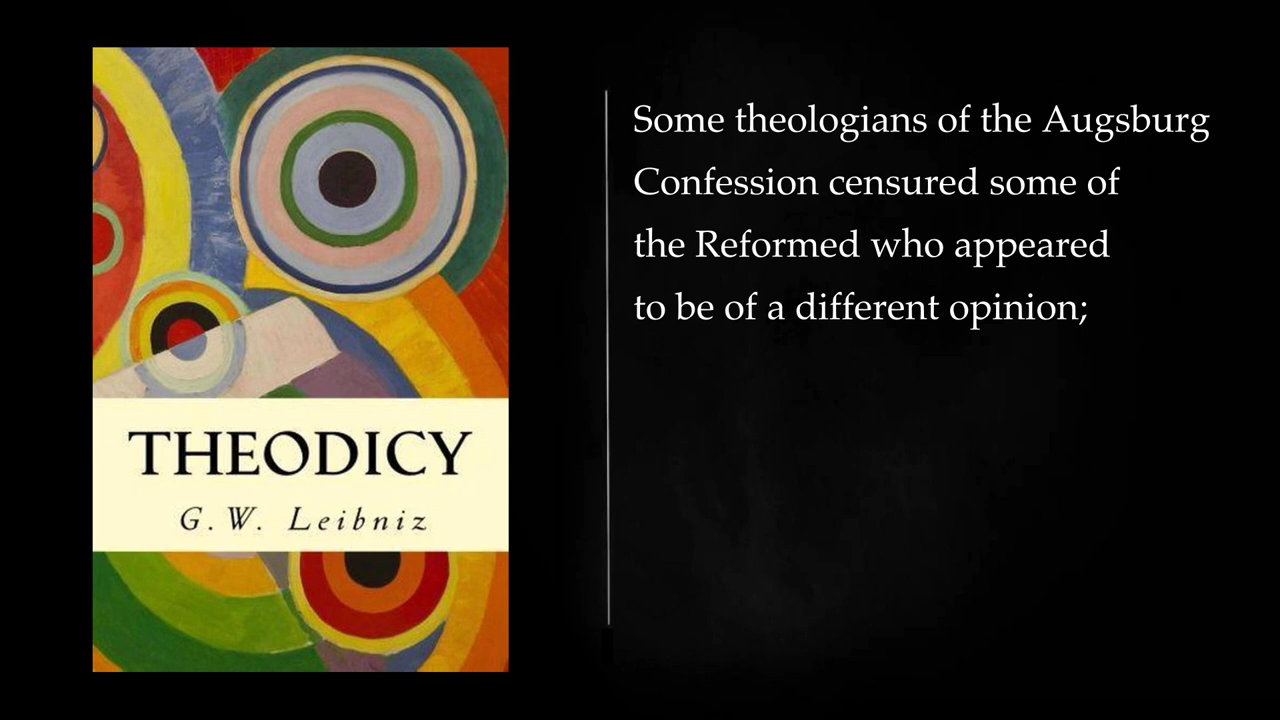 THEODICY
G. W. Leibniz
Some theologians of the Augsburg
Confession censured some of
the Reformed who appeared
to be of a different opinion;